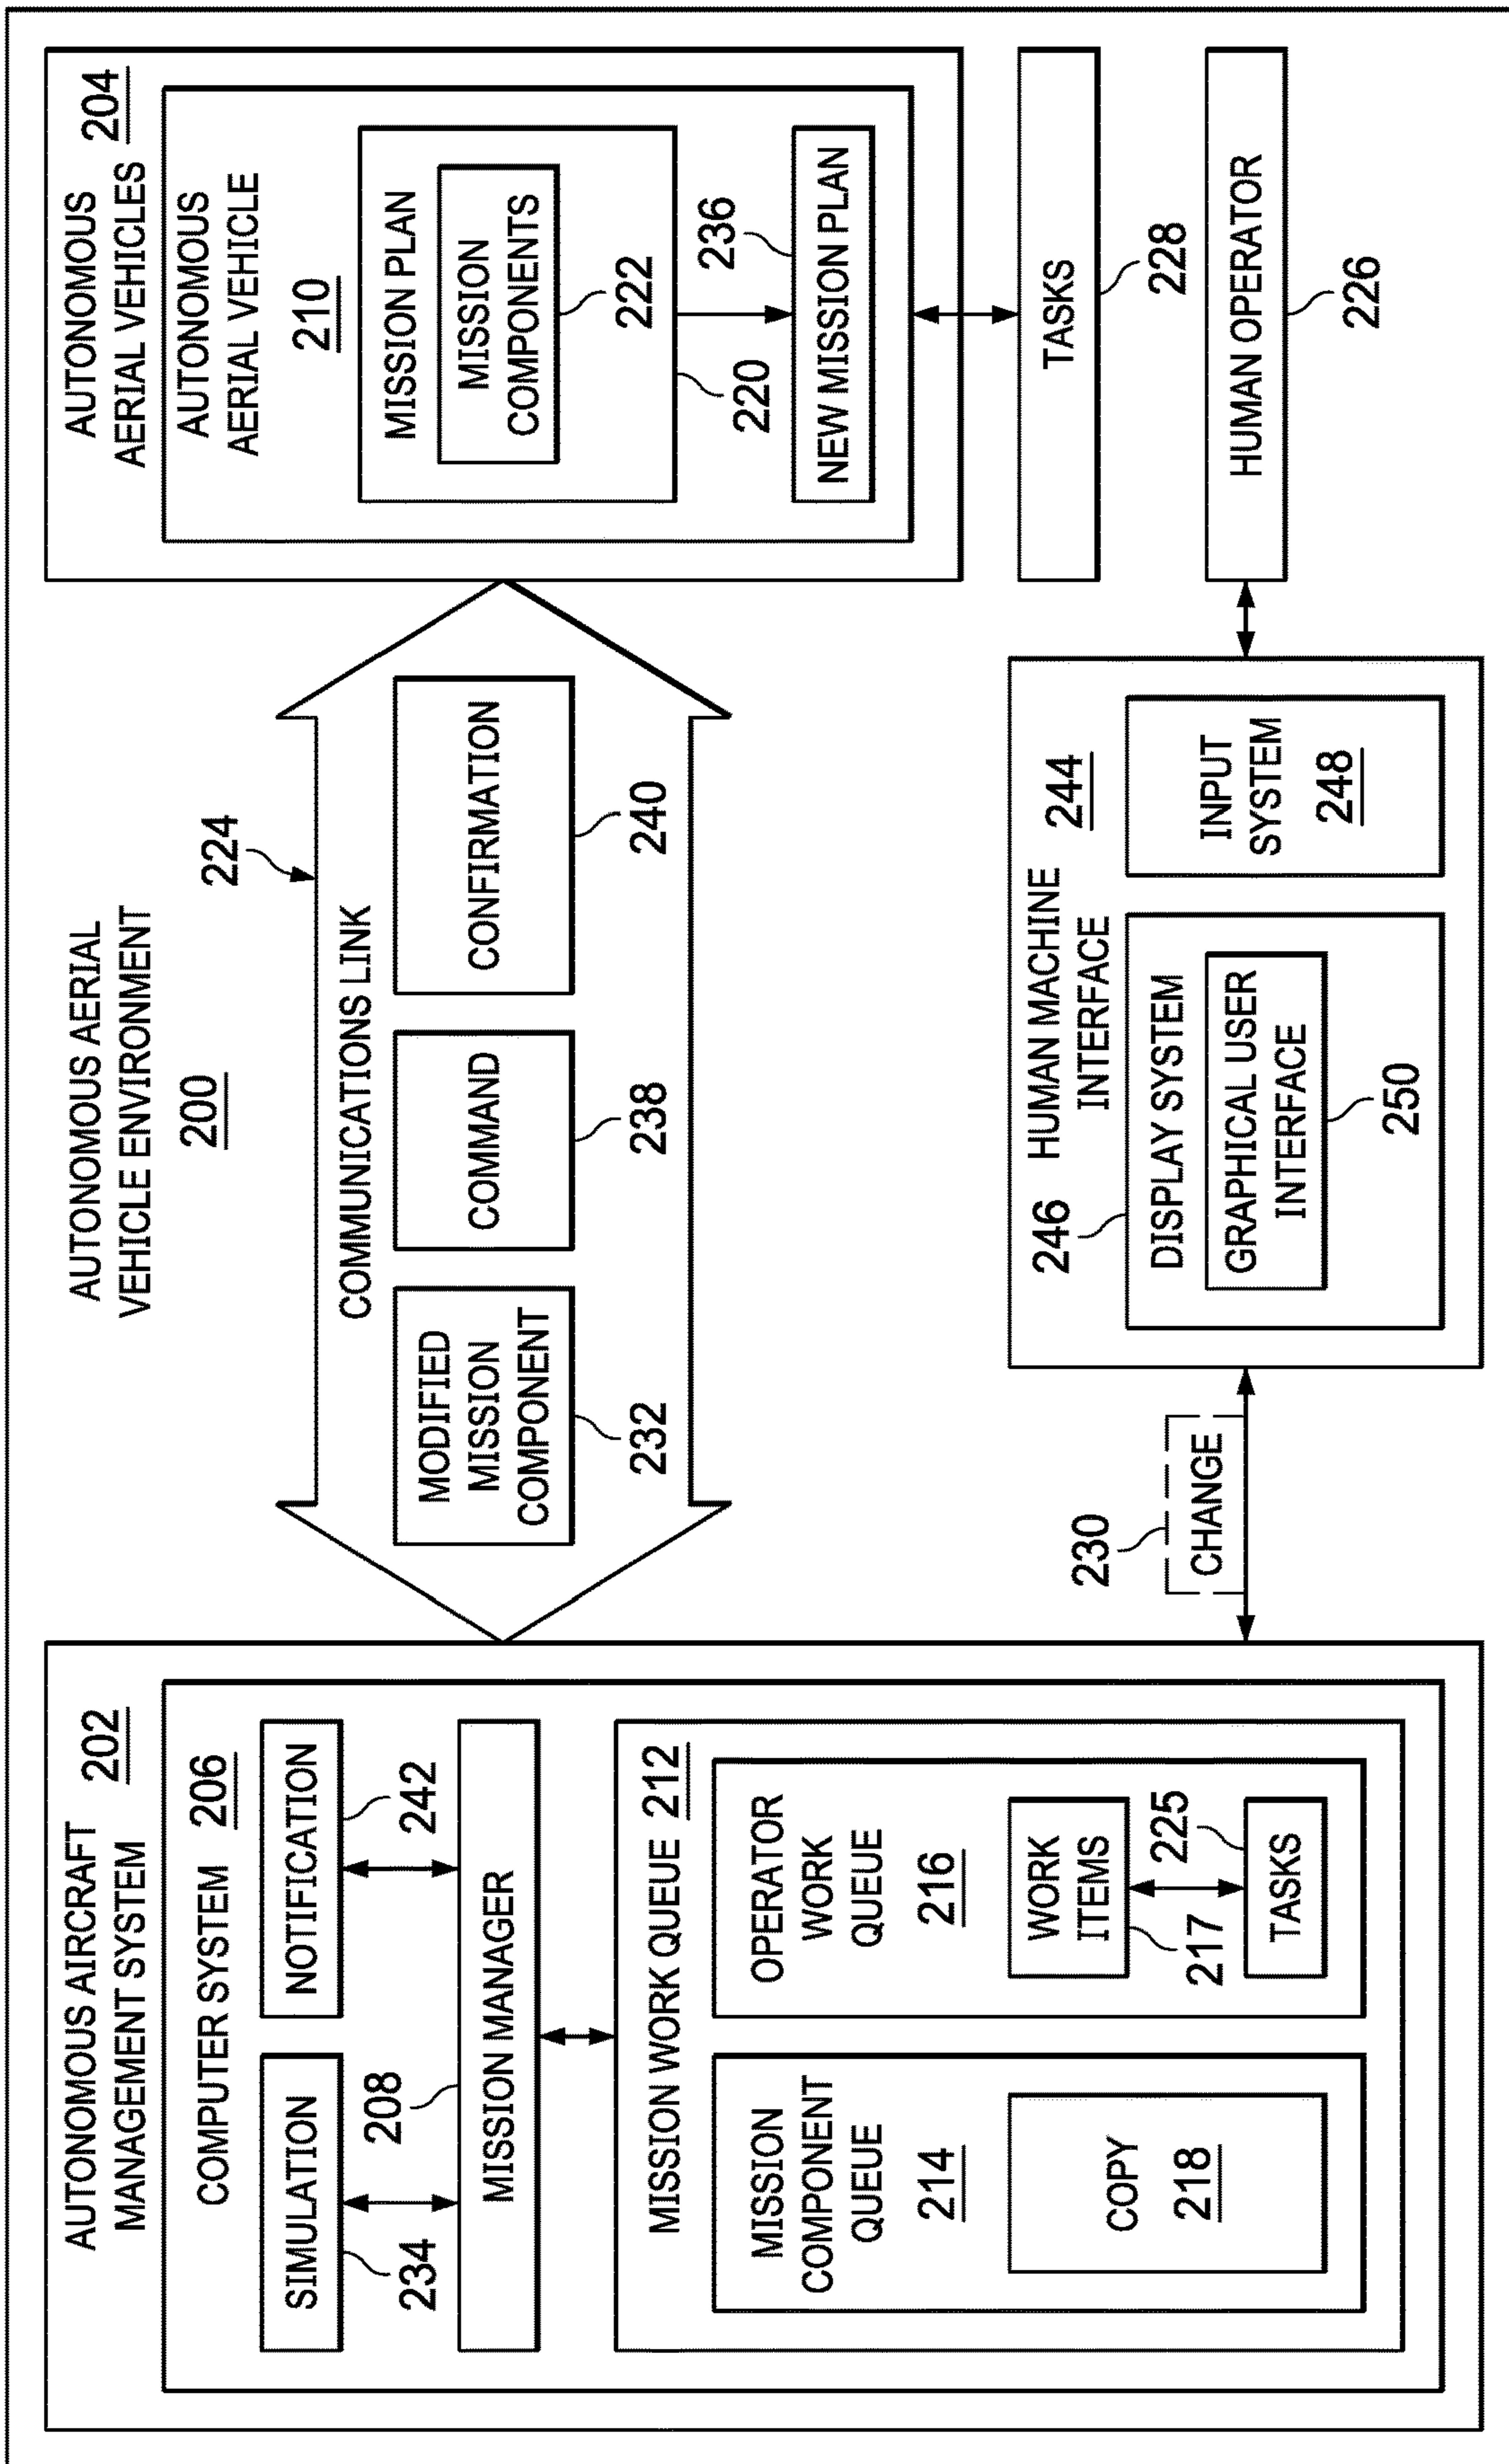 AUTONOMOUS AERIAL
VEHICLE ENVIRONMENT
200
AUTONOMOUS AIRCRAFT
MANAGEMENT SYSTEM
202
COMPUTER SYSTEM
206
SIMULATION
234
NOTIFICATION
242
208
MISSION MANAGER
MISSION WORK QUEUE
212
MISSION
COMPONENT
QUEUE
214
COPY
218
OPERATOR
WORK
QUEUE
216
WORK
ITEMS
217
225
TASKS
224
COMMUNICATIONS LINK
MODIFIED
MISSION
COMPONENT
232
COMMAND
238
CONFIRMATION
240
AUTONOMOUS
AERIAL VEHICLES
204
AUTONOMOUS
AERIAL VEHICLE
210
MISSION PLAN
MISSION
COMPONENTS
222
220
236
NEW MISSION PLAN
TASKS
228
230
CHANGE
HUMAN MACHINE
INTERFACE
244
246
DISPLAY SYSTEM
GRAPHICAL USER
INTERFACE
250
INPUT
SYSTEM
248
HUMAN OPERATOR
226